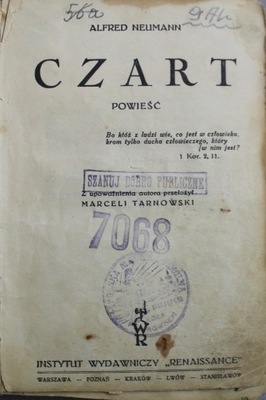 56a
ALFRED NEUMANN
CZART
POWIEŚĆ
Bo któż z ludzi wie, co jest w człowieku,
krom tylko ducha człowieczego, który
[w nim jest?
1 Kor. 2, 11.
SZANUJ DOBRO PUBLICZNE
Z upoważnienia autora przełożył
MARCELI TARNOWSKI
7068
INSTYTUT WYDAWNICZY „RENAISSANCE"
WARSZAWA — POZNAŃ — KRAKÓW — LWÓW — STANISŁAWÓW